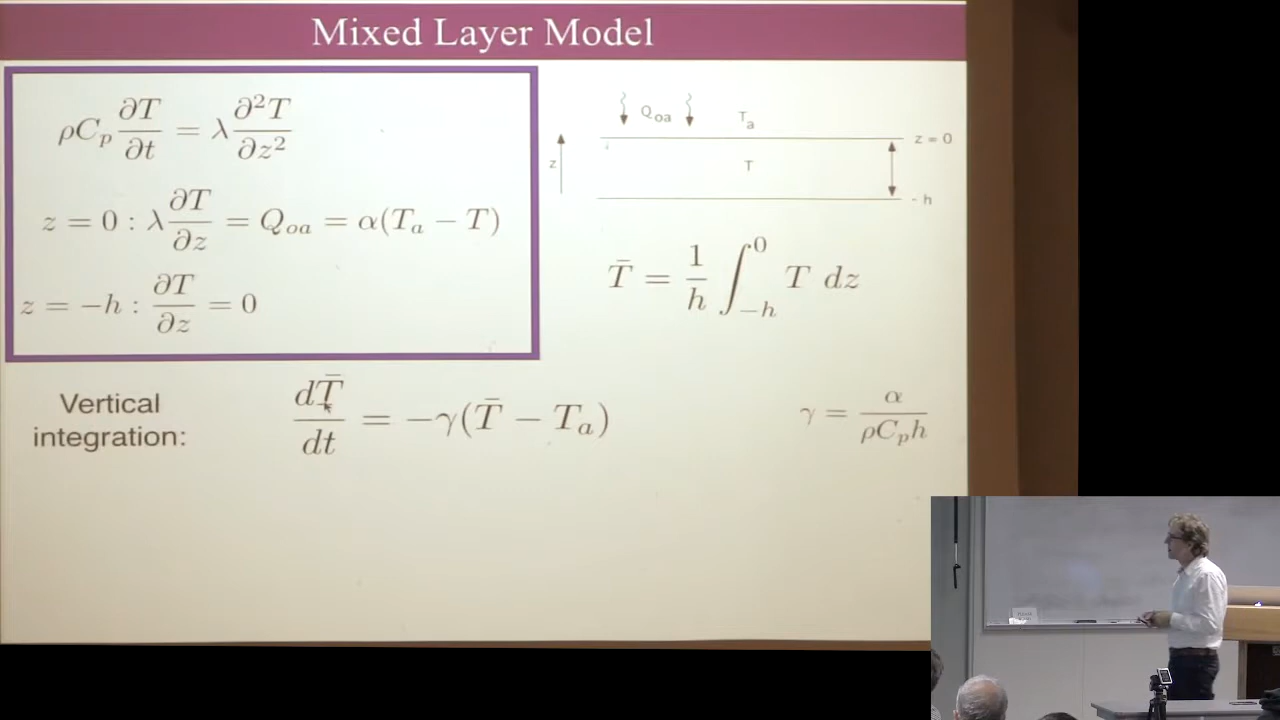 Mixed Layer Model
ρC_p ∂T/∂t = λ ∂²T/∂z²
z = 0 : λ ∂T/∂z = Q_oa = α(T_a − T)
z = −h : ∂T/∂z = 0
Q_oa
T_a
z = 0
z
T
- h
T̄ = 1/h ∫_{−h}^0 T dz
Vertical
integration:
dT̄/dt = −γ(T̄ − T_a)
γ = α/(ρC_p h)